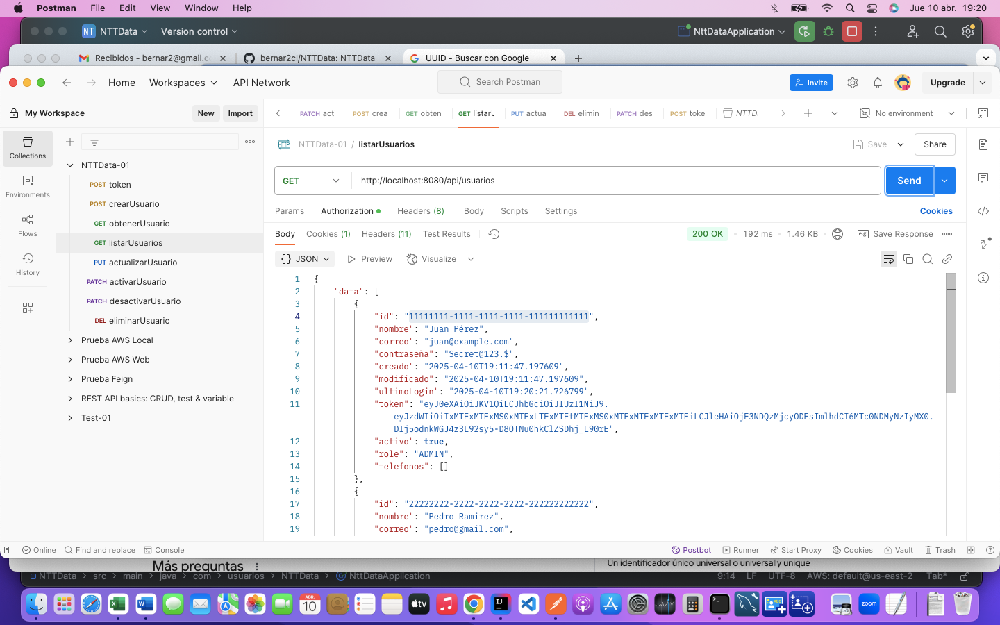 Postman File Edit View Window Help Jue 10 abr. 19:20
NT NTTData Version control NttDataApplication
Recibidos - bernar2@gmail.c bernar2cl/NTTData: NTTData UUID - Buscar con Google
Home Workspaces API Network Search Postman Invite Upgrade
My Workspace New Import PATCH acti POST crea GET obten GET listarU PUT actua DEL elimin PATCH des POST toke NTTD No environment
Collections
Environments
Flows
History
NTTData-01
POST token
POST crearUsuario
GET obtenerUsuario
GET listarUsuarios
PUT actualizarUsuario
PATCH activarUsuario
PATCH desactivarUsuario
DEL eliminarUsuario
Prueba AWS Local
Prueba AWS Web
Prueba Feign
REST API basics: CRUD, test & variable
Test-01
HTTP NTTData-01 / listarUsuarios Save Share
GET http://localhost:8080/api/usuarios Send
Params Authorization Headers (8) Body Scripts Settings Cookies
Body Cookies (1) Headers (11) Test Results 200 OK 192 ms 1.46 KB Save Response
{} JSON Preview Visualize
1 {
2 "data": [
3 {
4 "id": "11111111-1111-1111-1111-111111111111",
5 "nombre": "Juan Pérez",
6 "correo": "juan@example.com",
7 "contraseña": "Secret@123.$",
8 "creado": "2025-04-10T19:11:47.197609",
9 "modificado": "2025-04-10T19:11:47.197609",
10 "ultimoLogin": "2025-04-10T19:20:21.726799",
11 "token": "eyJ0eXAiOiJKV1QiLCJhbGciOiJIUzI1NiJ9.
eyJzdWIiOiIxMTExMTExMS0xMTExLTExMTEtMTExMS0xMTExMTExMTExMTEiLCJleHAiOjE3NDQzMjcyODEsImlhdCI6MTc0NDMyNzIyMX0.
DIj5odnkWGJ4z3L92sy5-D8OTNu0hkClZSDhj_L90rE",
12 "activo": true,
13 "role": "ADMIN",
14 "telefonos": []
15 },
16 {
17 "id": "22222222-2222-2222-2222-222222222222",
18 "nombre": "Pedro Ramirez",
19 "correo": "pedro@gmail.com",
Online Find and replace Console Postbot Runner Start Proxy Cookies Vault Trash
Más preguntas Un identificador único universal o universally unique
NTTData > src > main > java > com > usuarios > NTTData > NttDataApplication 9:14 LF UTF-8 AWS: default@us-east-2 Tab*
ABR.
10
tv
zoom